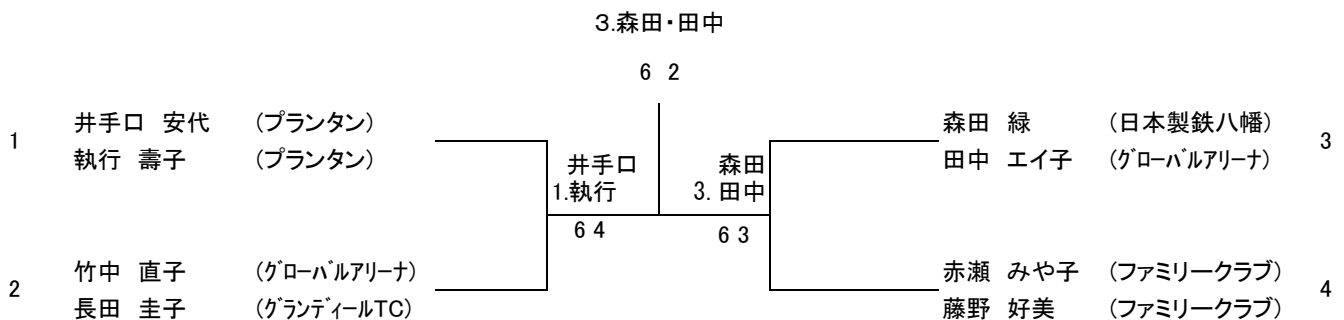 3.森田・田中
6 2
1 井手口 安代 (プランタン)
執行 壽子 (プランタン)
井手口
1.執行
6 4
2 竹中 直子 (グローバルアリーナ)
長田 圭子 (グランディールTC)
森田 緑 (日本製鉄八幡) 3
田中 エイ子 (グローバルアリーナ)
森田
3. 田中
6 3
赤瀬 みや子 (ファミリークラブ) 4
藤野 好美 (ファミリークラブ)